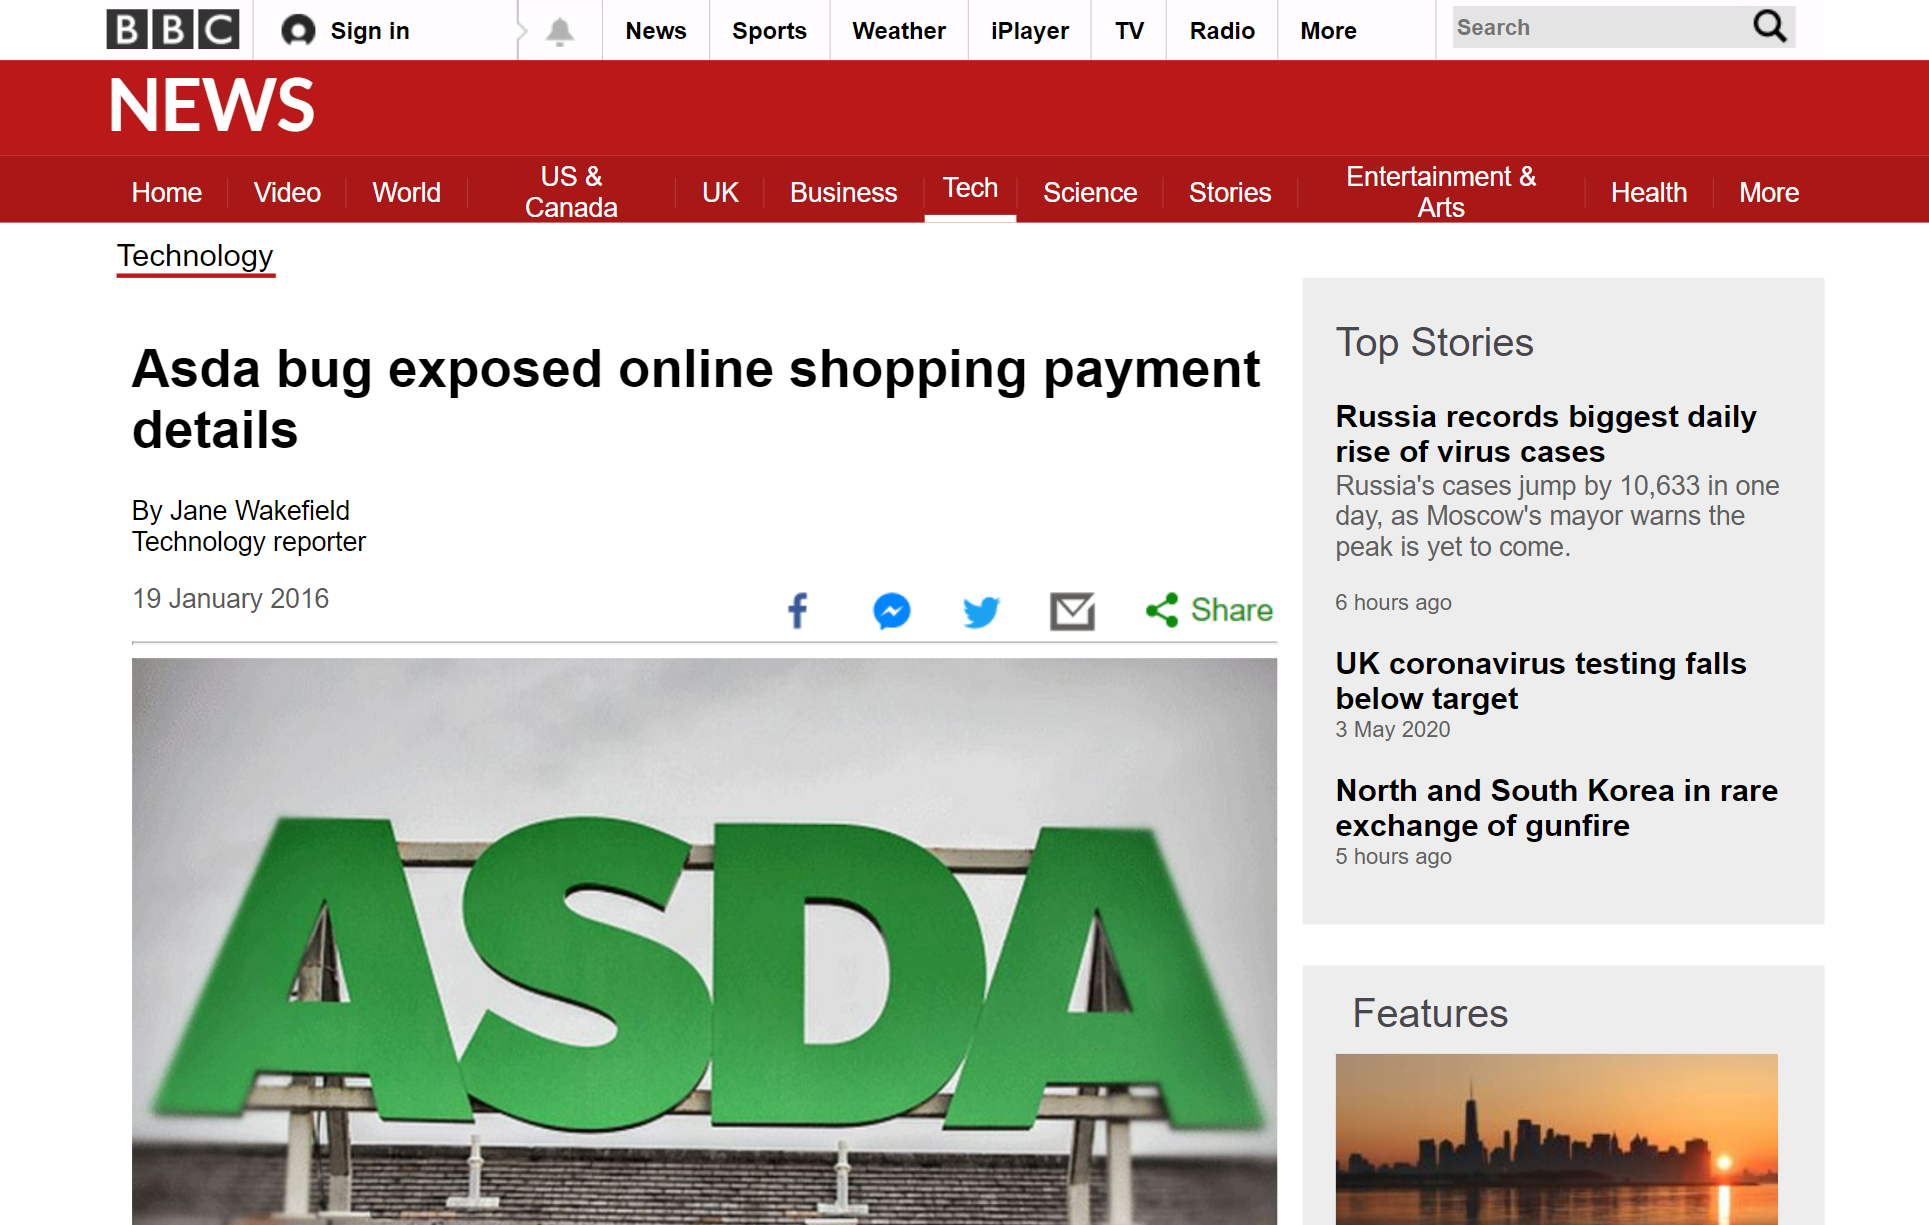 BBC
Sign in
News
Sports
Weather
iPlayer
TV
Radio
More
Search
NEWS
Home
Video
World
US &
Canada
UK
Business
Tech
Science
Stories
Entertainment &
Arts
Health
More
Technology
Asda bug exposed online shopping payment
details
By Jane Wakefield
Technology reporter
19 January 2016
Share
ASDA
Top Stories
Russia records biggest daily
rise of virus cases
Russia's cases jump by 10,633 in one
day, as Moscow's mayor warns the
peak is yet to come.
6 hours ago
UK coronavirus testing falls
below target
3 May 2020
North and South Korea in rare
exchange of gunfire
5 hours ago
Features